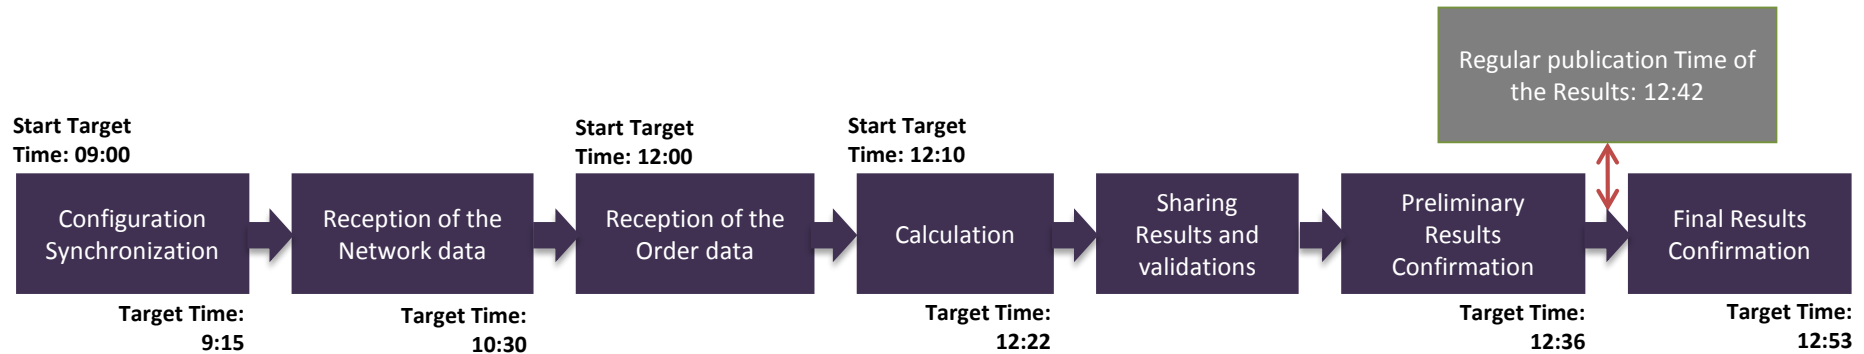 Regular publication Time of
the Results: 12:42
Start Target
Time: 09:00
Start Target
Time: 12:00
Start Target
Time: 12:10
Configuration
Synchronization
Reception of the
Network data
Reception of the
Order data
Calculation
Sharing
Results and
validations
Preliminary
Results
Confirmation
Final Results
Confirmation
Target Time:
9:15
Target Time:
10:30
Target Time:
12:22
Target Time:
12:36
Target Time:
12:53